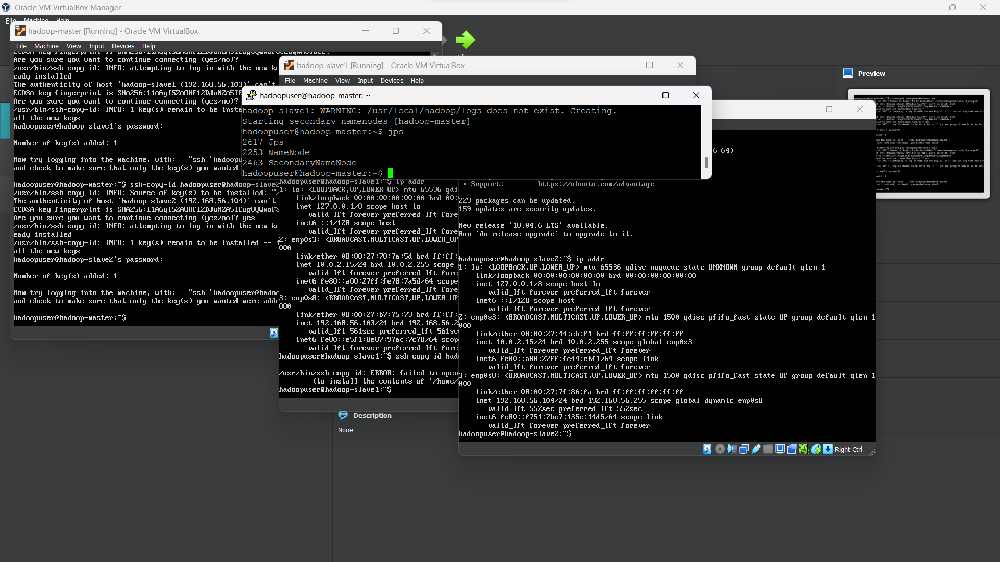 Oracle VM VirtualBox Manager
File Machine Help
hadoop-master [Running] - Oracle VM VirtualBox
File Machine View Input Devices Help
Are you sure you want to continue connecting (yes/no)?
/usr/bin/ssh-copy-id: INFO: attempting to log in with the new ke
eady installed
The authenticity of host 'hadoop-slave1 (192.168.56.103)' can't
ECDSA key fingerprint is SHA256:11A6yI5ZAOHF12DJuMZA5IE
Are you sure you want to continue connecting (yes/no)?
/usr/bin/ssh-copy-id: INFO: 1 key(s) remain to be insta
all the new keys
hadoopuser@hadoop-slave1's password:
Number of key(s) added: 1
Now try logging into the machine, with: "ssh 'hadoopu
and check to make sure that only the key(s) you wanted
hadoopuser@hadoop-master:~$ ssh-copy-id hadoopuser@hadoop-slave2
/usr/bin/ssh-copy-id: INFO: Source of key(s) to be installed: "/
The authenticity of host 'hadoop-slave2 (192.168.56.104)' can't
ECDSA key fingerprint is SHA256:11A6yI5ZAOHF12DJuMZA5IEugUQWwoFS
Are you sure you want to continue connecting (yes/no)? yes
/usr/bin/ssh-copy-id: INFO: attempting to log in with the new ke
eady installed
/usr/bin/ssh-copy-id: INFO: 1 key(s) remain to be installed -- i
all the new keys
hadoopuser@hadoop-slave2's password:
Number of key(s) added: 1
Now try logging into the machine, with: "ssh 'hadoopuser@hadoo
and check to make sure that only the key(s) you wanted were adde
hadoopuser@hadoop-master:~$
hadoop-slave1 [Running] - Oracle VM VirtualBox
File Machine View Input Devices Help
hadoopuser@hadoop-master: ~
hadoop-slave1: WARNING: /usr/local/hadoop/logs does not exist. Creating.
Starting secondary namenodes [hadoop-master]
hadoopuser@hadoop-master:~$ jps
2617 Jps
2253 NameNode
2463 SecondaryNameNode
hadoopuser@hadoop-master:~$
hadoopuser@hadoop-slave1:~$ ip addr
1: lo: <LOOPBACK,UP,LOWER_UP> mtu 65536 qdi
link/loopback 00:00:00:00:00:00 brd 00:
inet 127.0.0.1/8 scope host lo
valid_lft forever preferred_lft fore
inet6 ::1/128 scope host
valid_lft forever preferred_lft fore
2: enp0s3: <BROADCAST,MULTICAST,UP,LOWER_UP
000
link/ether 08:00:27:78:7a:5d brd ff:ff:
inet 10.0.2.15/24 brd 10.0.2.255 scope
valid_lft forever preferred_lft fore
inet6 fe80::a00:27ff:fe78:7a5d/64 scope
valid_lft forever preferred_lft fore
3: enp0s8: <BROADCAST,MULTICAST,UP,LOWER_UP
000
link/ether 08:00:27:b7:75:73 brd ff:ff:
inet 192.168.56.103/24 brd 192.168.56.2
valid_lft 561sec preferred_lft 561se
inet6 fe80::e5f1:8e87:97ac:7c78/64 scop
valid_lft forever preferred_lft fore
hadoopuser@hadoop-slave1:~$ ssh-copy-id had
/usr/bin/ssh-copy-id: ERROR: failed to open
(to install the contents of '/home/
hadoopuser@hadoop-slave1:~$
6_64)
* Support: https://ubuntu.com/advantage
229 packages can be updated.
159 updates are security updates.
New release '18.04.6 LTS' available.
Run 'do-release-upgrade' to upgrade to it.
hadoopuser@hadoop-slave2:~$ ip addr
1: lo: <LOOPBACK,UP,LOWER_UP> mtu 65536 qdisc noqueue state UNKNOWN group default qlen 1
link/loopback 00:00:00:00:00:00 brd 00:00:00:00:00:00
inet 127.0.0.1/8 scope host lo
valid_lft forever preferred_lft forever
inet6 ::1/128 scope host
valid_lft forever preferred_lft forever
2: enp0s3: <BROADCAST,MULTICAST,UP,LOWER_UP> mtu 1500 qdisc pfifo_fast state UP group default qlen 1
000
link/ether 08:00:27:44:eb:f1 brd ff:ff:ff:ff:ff:ff
inet 10.0.2.15/24 brd 10.0.2.255 scope global enp0s3
valid_lft forever preferred_lft forever
inet6 fe80::a00:27ff:fe44:ebf1/64 scope link
valid_lft forever preferred_lft forever
3: enp0s8: <BROADCAST,MULTICAST,UP,LOWER_UP> mtu 1500 qdisc pfifo_fast state UP group default qlen 1
000
link/ether 08:00:27:7f:86:fa brd ff:ff:ff:ff:ff:ff
inet 192.168.56.104/24 brd 192.168.56.255 scope global dynamic enp0s8
valid_lft 552sec preferred_lft 552sec
inet6 fe80::f751:7be7:135c:14d5/64 scope link
valid_lft forever preferred_lft forever
hadoopuser@hadoop-slave2:~$
Right Ctrl
Preview
Description
None